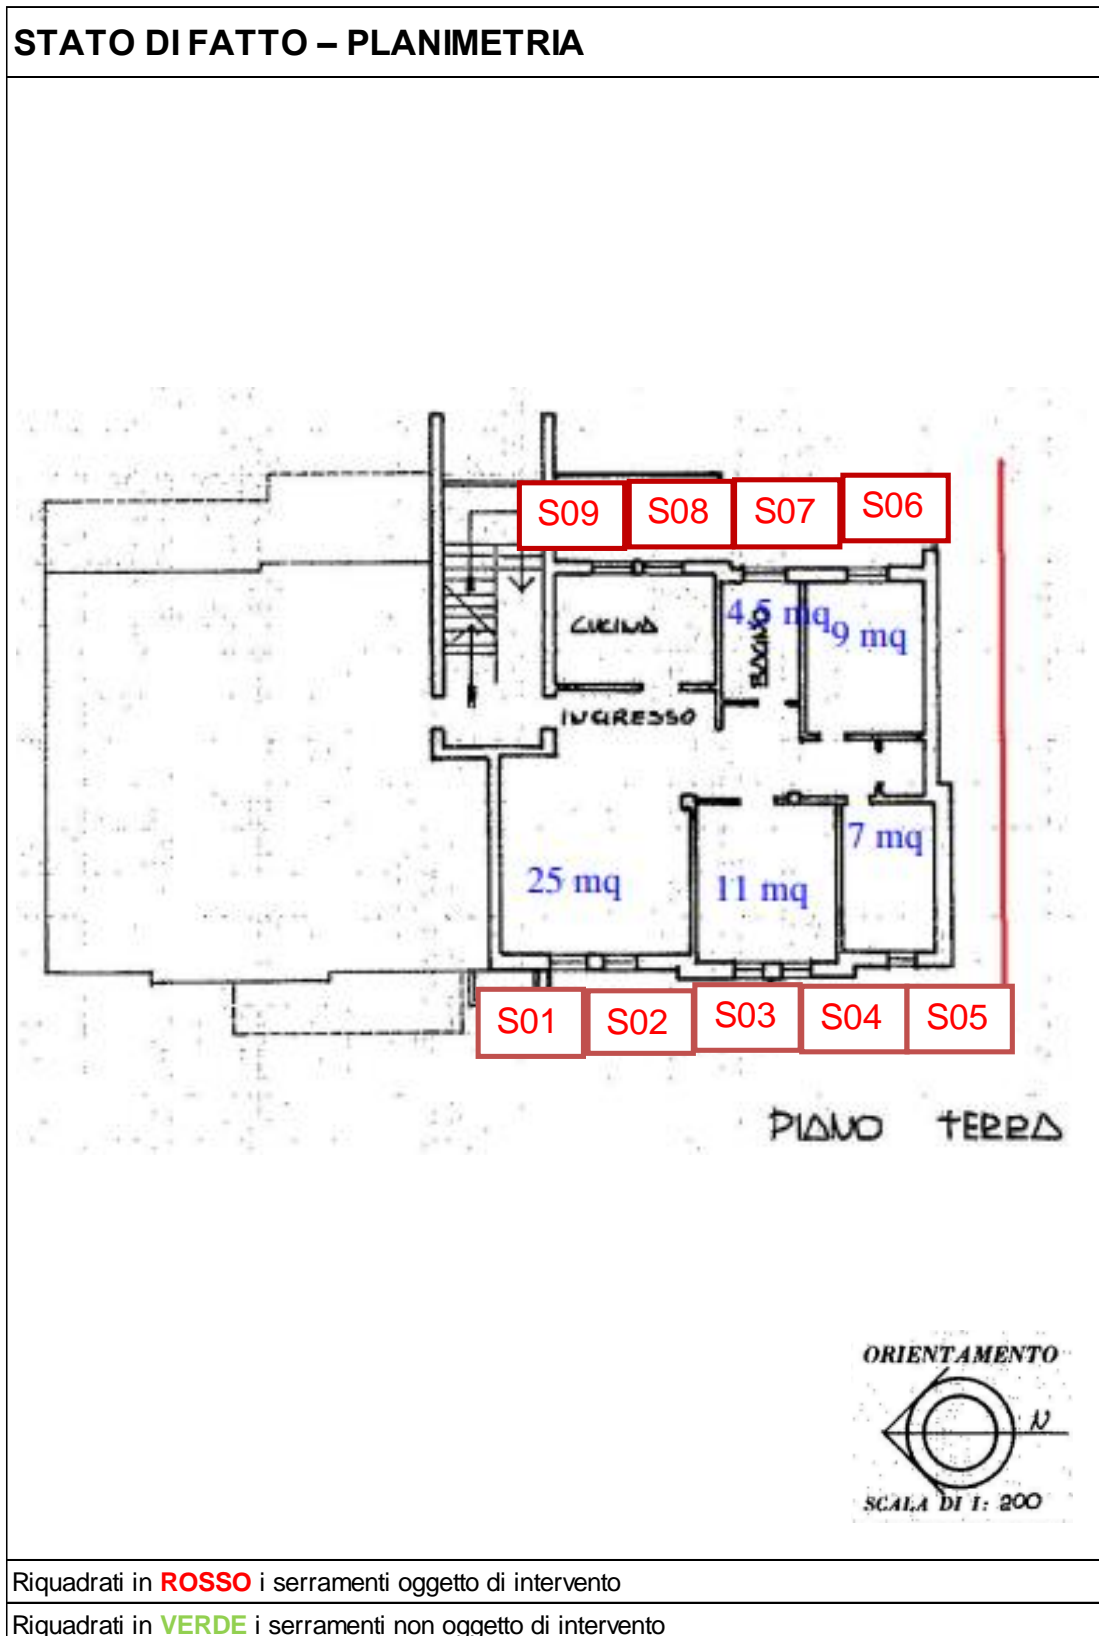 STATO DI FATTO – PLANIMETRIA
S09 S08 S07 S06
CUCINA
BAGNO
4,5 mq
9 mq
INGRESSO
7 mq
25 mq
11 mq
S01 S02 S03 S04 S05
PIANO TERRA
ORIENTAMENTO
N
SCALA DI 1: 200
Riquadrati in ROSSO i serramenti oggetto di intervento
Riquadrati in VERDE i serramenti non oggetto di intervento